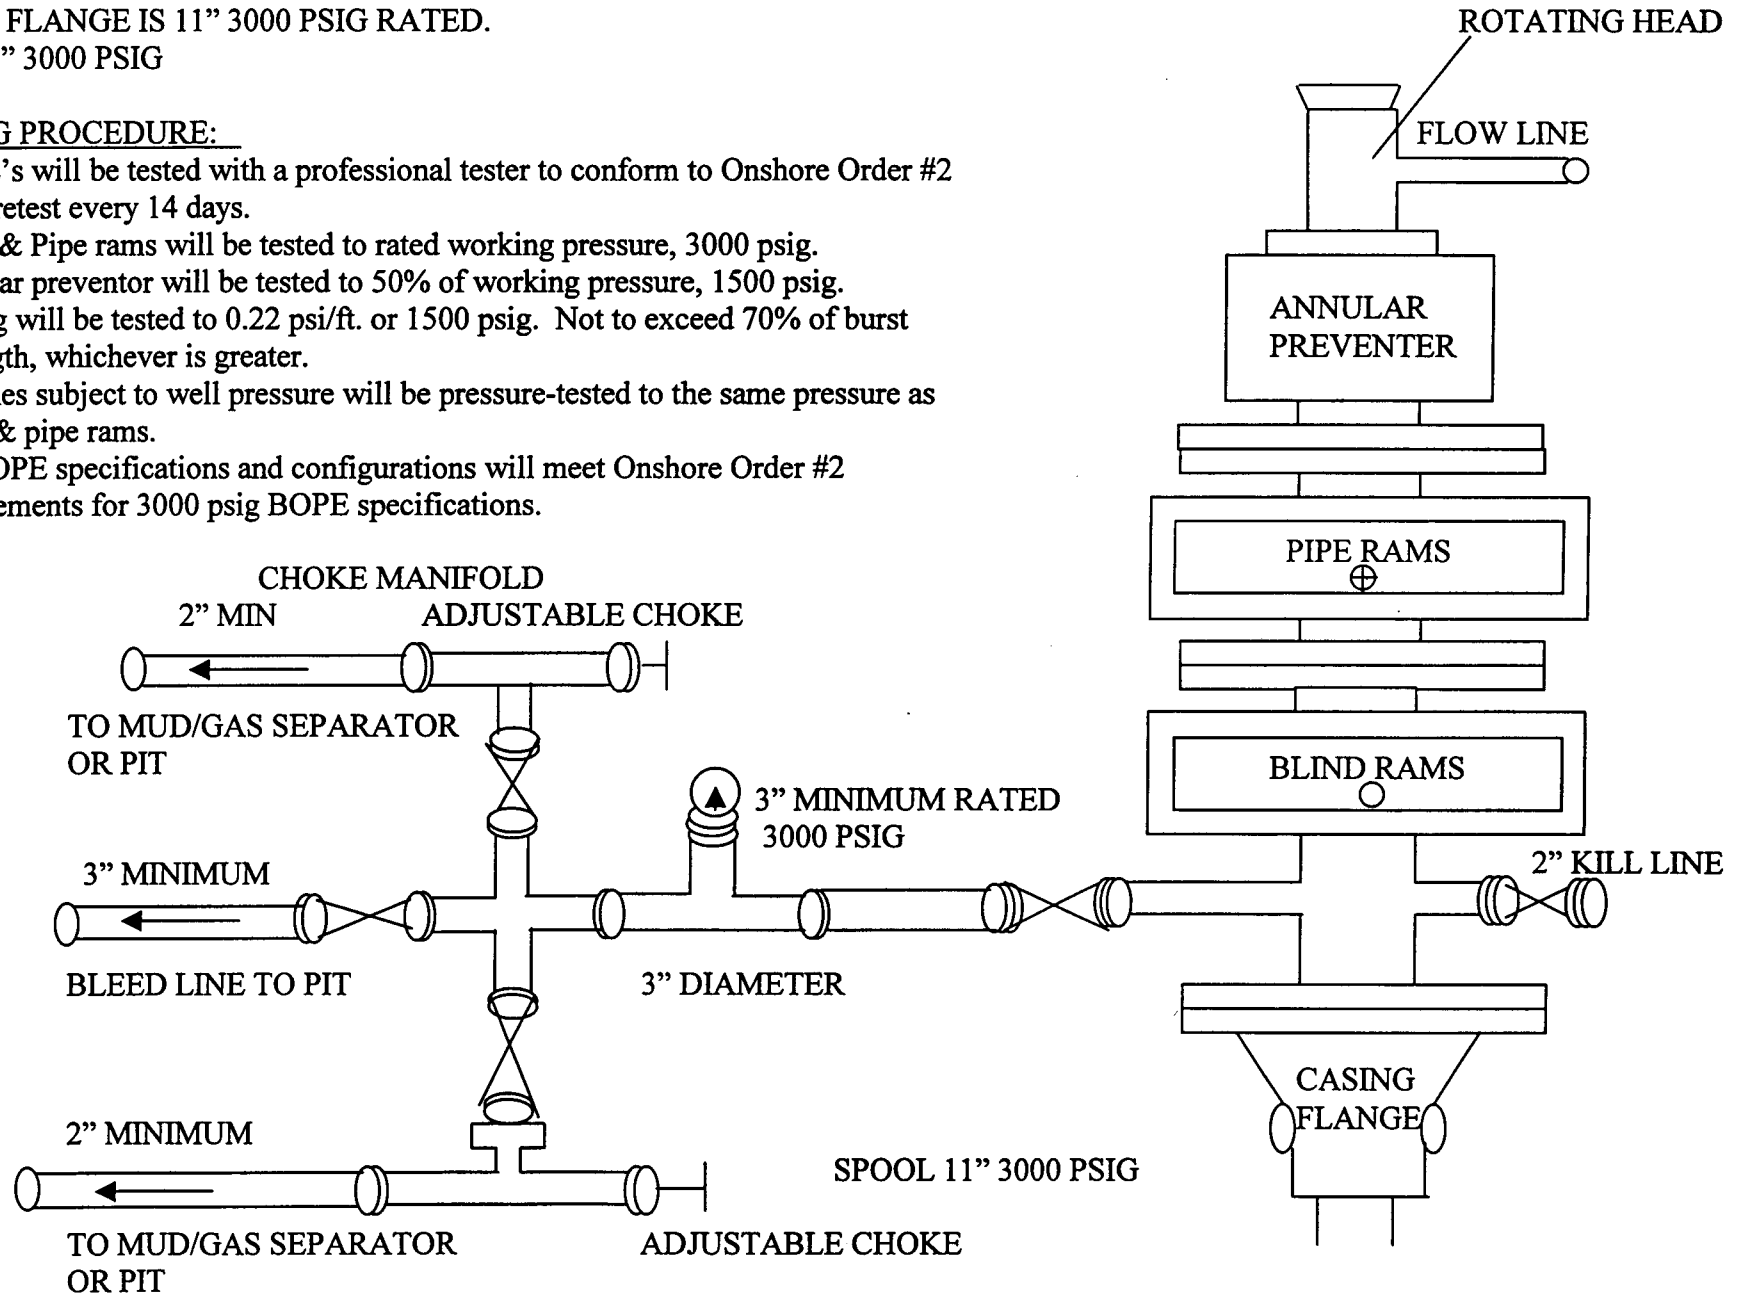 FLANGE IS 11” 3000 PSIG RATED.
” 3000 PSIG
G PROCEDURE:
’s will be tested with a professional tester to conform to Onshore Order #2
retest every 14 days.
& Pipe rams will be tested to rated working pressure, 3000 psig.
ar preventor will be tested to 50% of working pressure, 1500 psig.
g will be tested to 0.22 psi/ft. or 1500 psig. Not to exceed 70% of burst
gth, whichever is greater.
es subject to well pressure will be pressure-tested to the same pressure as
& pipe rams.
OPE specifications and configurations will meet Onshore Order #2
ements for 3000 psig BOPE specifications.
ROTATING HEAD
FLOW LINE
ANNULAR
PREVENTER
PIPE RAMS
BLIND RAMS
2” KILL LINE
CASING
FLANGE
CHOKE MANIFOLD
2” MIN
ADJUSTABLE CHOKE
TO MUD/GAS SEPARATOR
OR PIT
3” MINIMUM RATED
3000 PSIG
3” MINIMUM
BLEED LINE TO PIT
3” DIAMETER
2” MINIMUM
SPOOL 11” 3000 PSIG
TO MUD/GAS SEPARATOR
OR PIT
ADJUSTABLE CHOKE